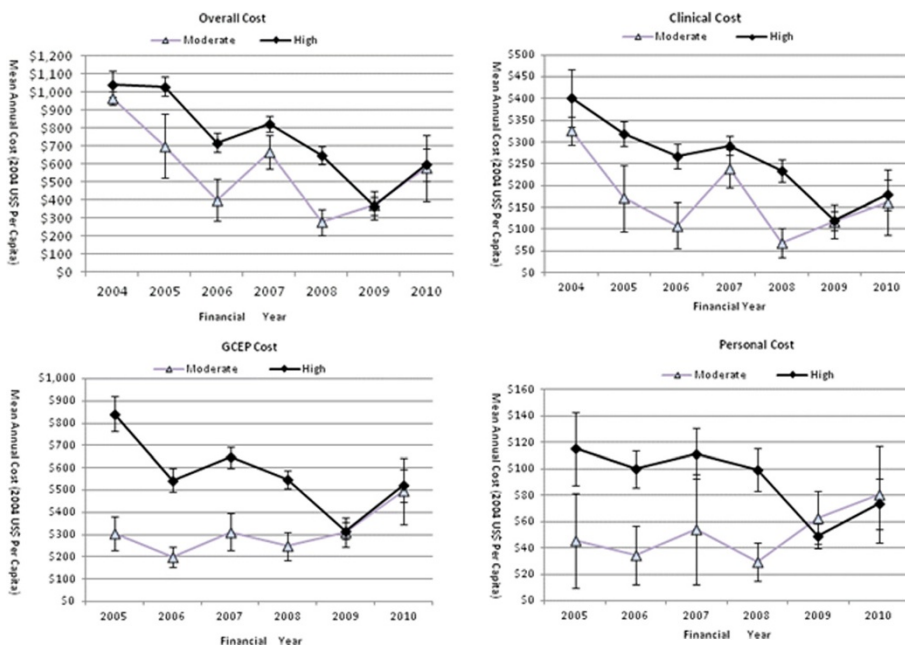 Overall Cost
Moderate High
Mean Annual Cost (2004 US$ Per Capita)
$1,200
$1,100
$1,000
$900
$800
$700
$600
$500
$400
$300
$200
$100
$0
2004 2005 2006 2007 2008 2009 2010
Financial Year
Clinical Cost
Moderate High
Mean Annual Cost (2004 US$ Per Capita)
$500
$450
$400
$350
$300
$250
$200
$150
$100
$50
$0
2004 2005 2006 2007 2008 2009 2010
Financial Year
GCEP Cost
Moderate High
Mean Annual Cost (2004 US$ Per Capita)
$1,000
$900
$800
$700
$600
$500
$400
$300
$200
$100
$0
2005 2006 2007 2008 2009 2010
Financial Year
Personal Cost
Moderate High
Mean Annual Cost (2004 US$ Per Capita)
$160
$140
$120
$100
$80
$60
$40
$20
$0
2005 2006 2007 2008 2009 2010
Financial Year